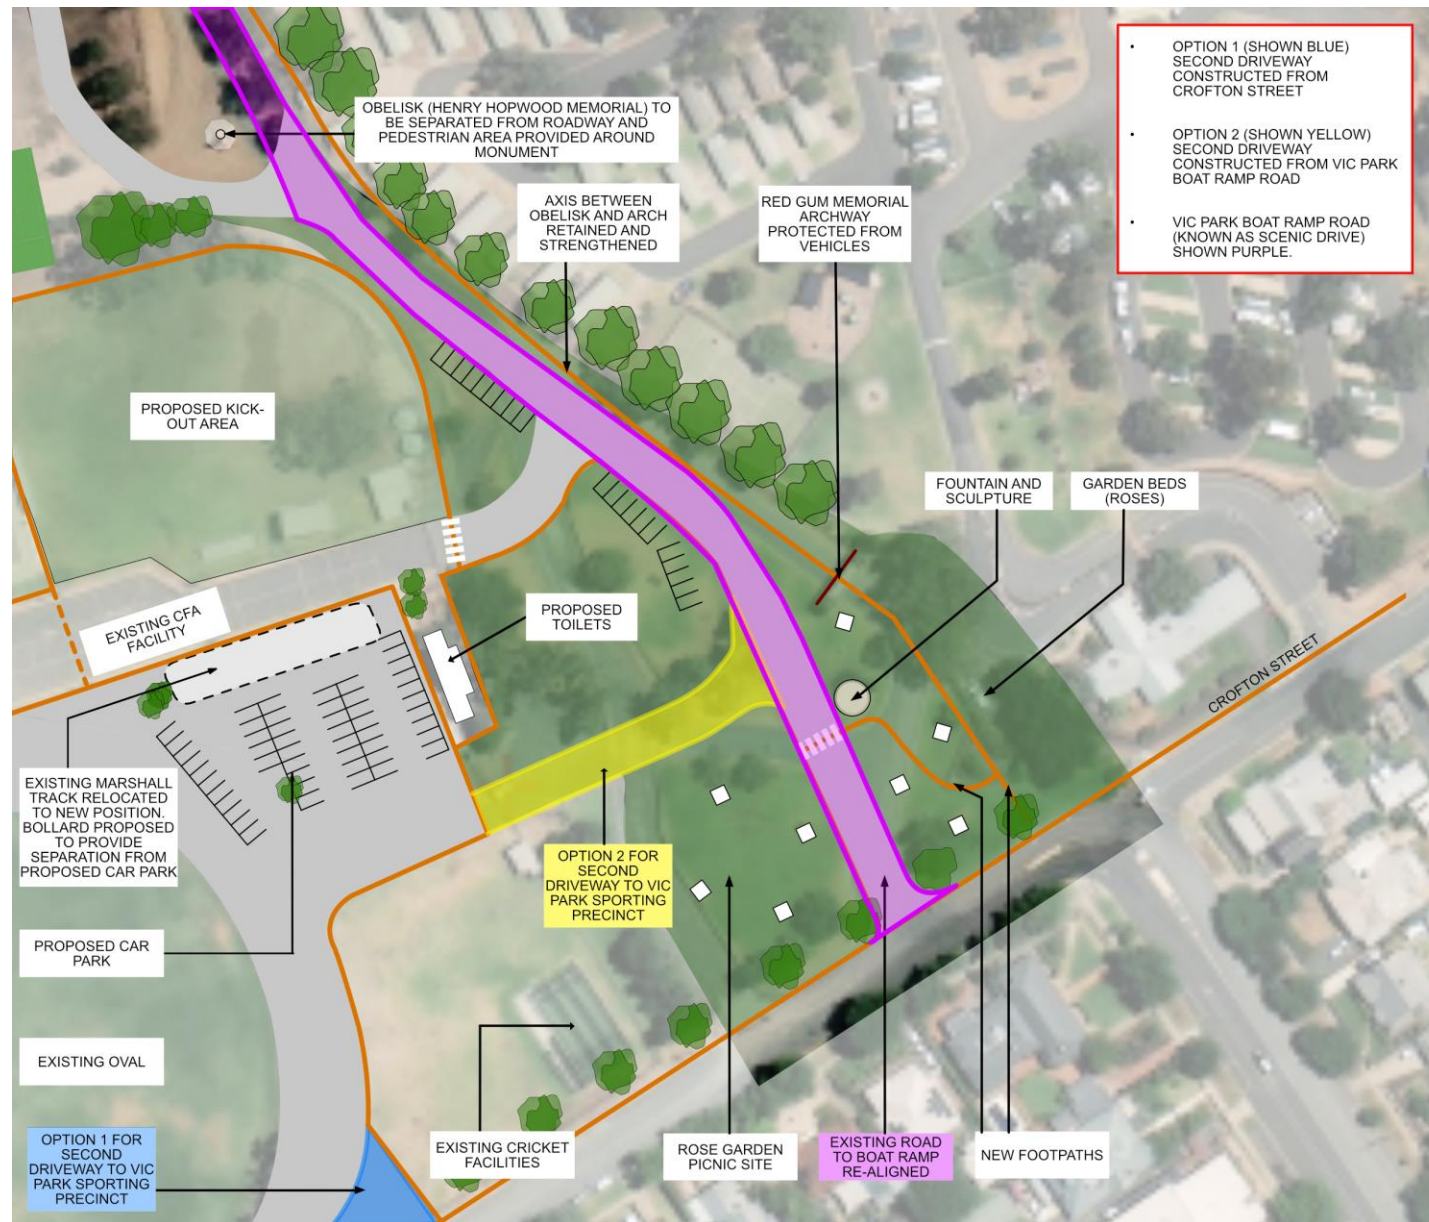 • OPTION 1 (SHOWN BLUE)
SECOND DRIVEWAY
CONSTRUCTED FROM
CROFTON STREET
• OPTION 2 (SHOWN YELLOW)
SECOND DRIVEWAY
CONSTRUCTED FROM VIC PARK
BOAT RAMP ROAD
• VIC PARK BOAT RAMP ROAD
(KNOWN AS SCENIC DRIVE)
SHOWN PURPLE.
OBELISK (HENRY HOPWOOD MEMORIAL) TO
BE SEPARATED FROM ROADWAY AND
PEDESTRIAN AREA PROVIDED AROUND
MONUMENT
AXIS BETWEEN
OBELISK AND ARCH
RETAINED AND
STRENGTHENED
RED GUM MEMORIAL
ARCHWAY
PROTECTED FROM
VEHICLES
PROPOSED KICK-
OUT AREA
FOUNTAIN AND
SCULPTURE
GARDEN BEDS
(ROSES)
EXISTING CFA
FACILITY
PROPOSED
TOILETS
CROFTON STREET
EXISTING MARSHALL
TRACK RELOCATED
TO NEW POSITION.
BOLLARD PROPOSED
TO PROVIDE
SEPARATION FROM
PROPOSED CAR PARK
OPTION 2 FOR
SECOND
DRIVEWAY TO VIC
PARK SPORTING
PRECINCT
PROPOSED CAR
PARK
EXISTING OVAL
OPTION 1 FOR
SECOND
DRIVEWAY TO VIC
PARK SPORTING
PRECINCT
EXISTING CRICKET
FACILITIES
ROSE GARDEN
PICNIC SITE
EXISTING ROAD
TO BOAT RAMP
RE-ALIGNED
NEW FOOTPATHS